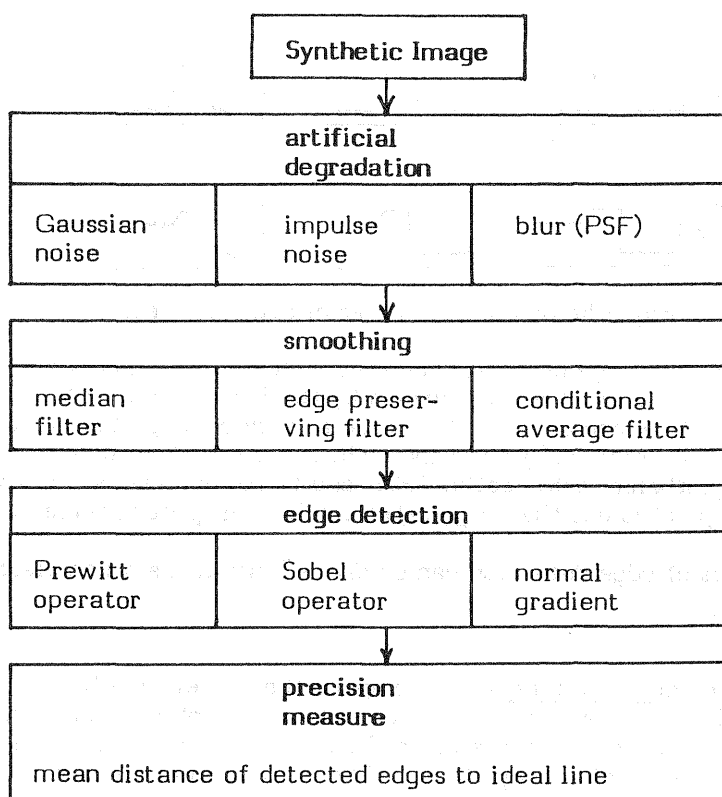 Synthetic Image
artificial
degradation
Gaussian
noise
impulse
noise
blur (PSF)
smoothing
median
filter
edge preser-
ving filter
conditional
average filter
edge detection
Prewitt
operator
Sobel
operator
normal
gradient
precision
measure
mean distance of detected edges to ideal line